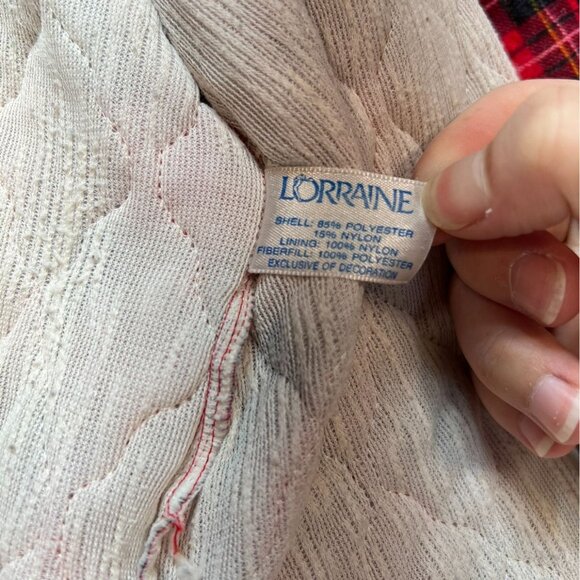 LORRAINE
SHELL: 85% POLYESTER
15% NYLON
LINING: 100% NYLON
FIBERFILL: 100% POLYESTER
EXCLUSIVE OF DECORATION